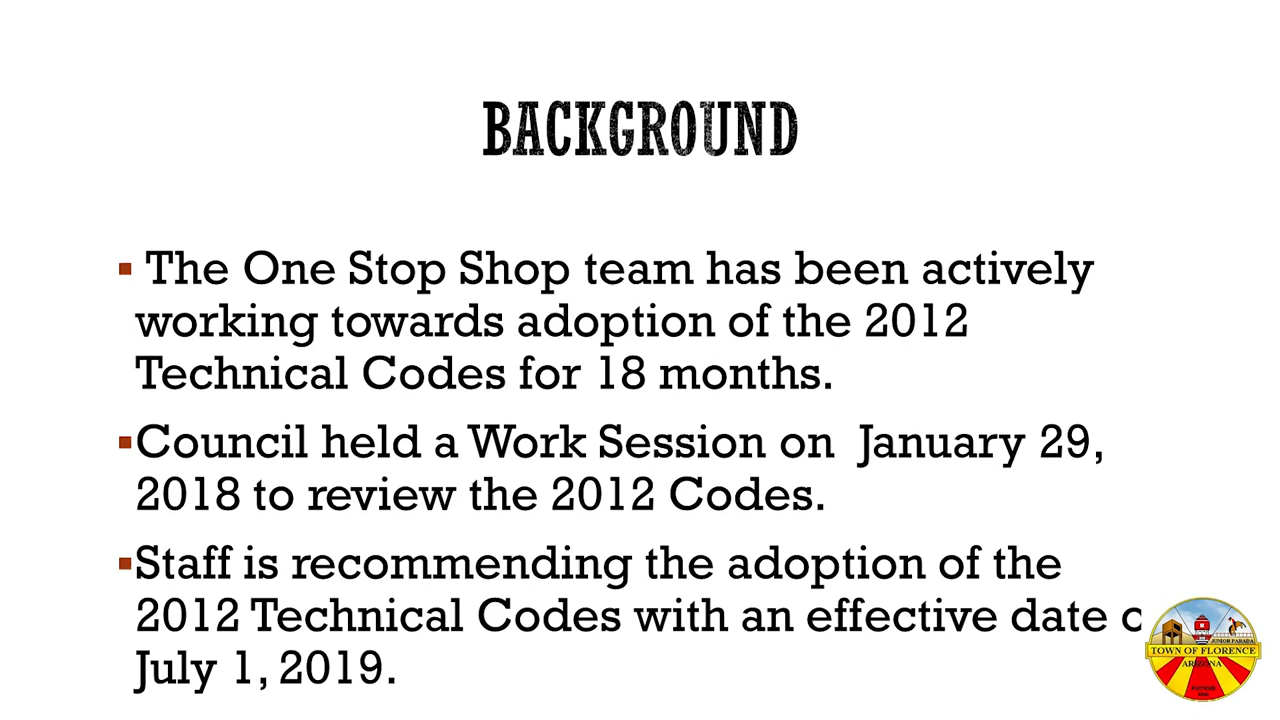 BACKGROUND
▪ The One Stop Shop team has been actively
working towards adoption of the 2012
Technical Codes for 18 months.
▪Council held a Work Session on  January 29,
2018 to review the 2012 Codes.
▪Staff is recommending the adoption of the
2012 Technical Codes with an effective date
July 1, 2019.
JUNIOR PARADA
TOWN OF FLORENCE
ARIZONA